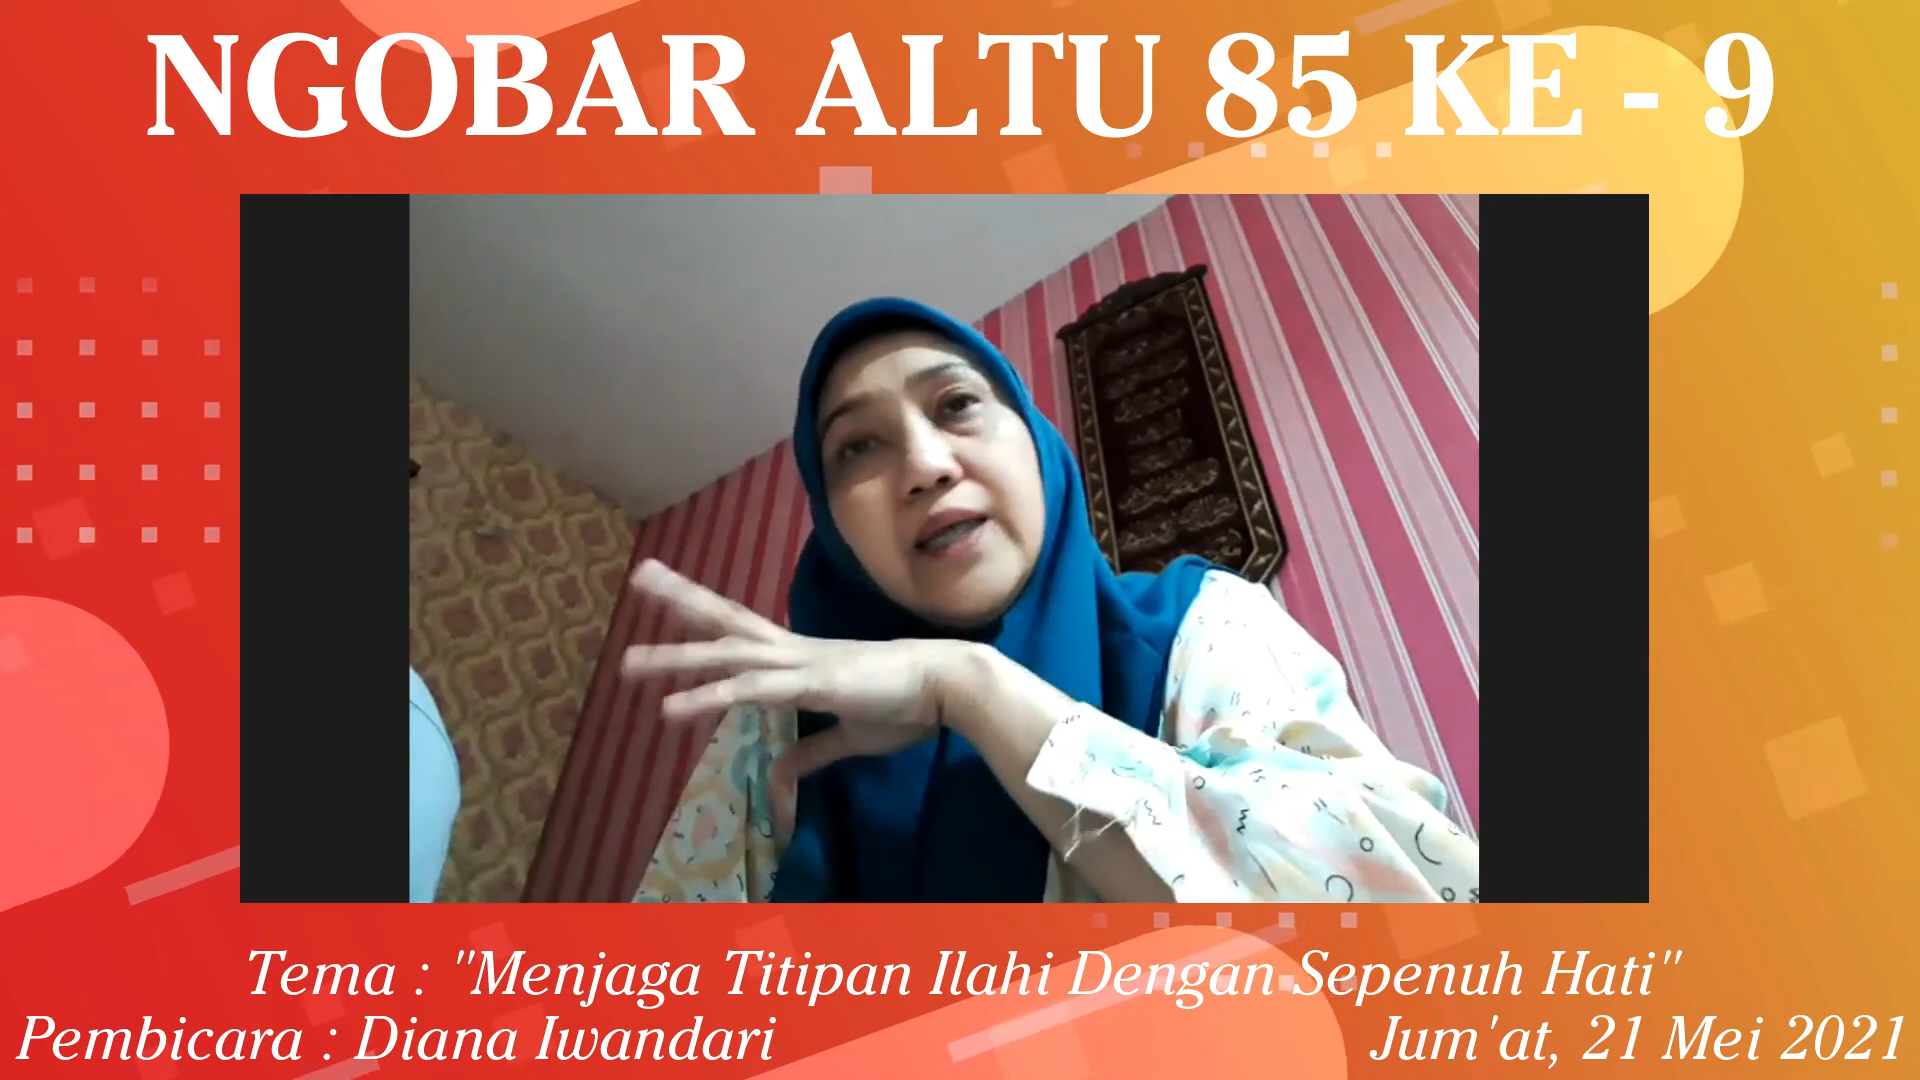 NGOBAR ALTU 85 KE - 9
Tema : "Menjaga Titipan Ilahi Dengan Sepenuh Hati"
Pembicara : Diana Iwandari
Jum'at, 21 Mei 2021